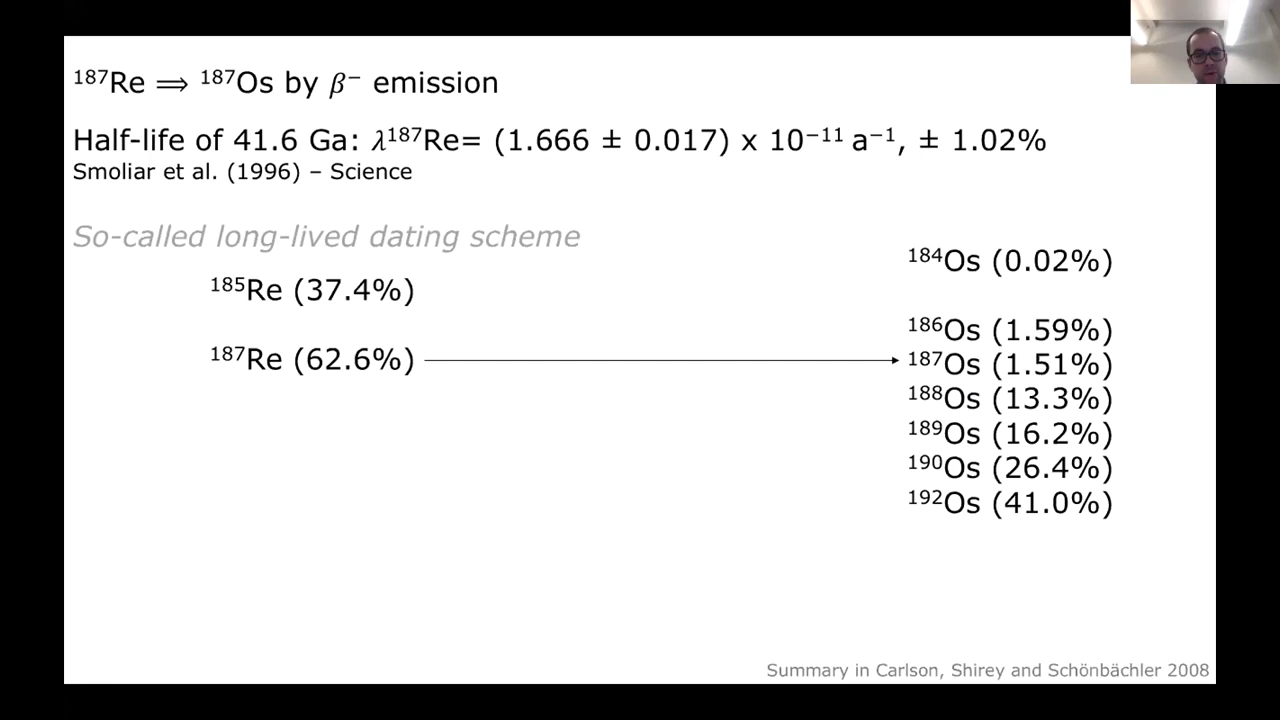 ¹⁸⁷Re ⟹ ¹⁸⁷Os by β⁻ emission
Half-life of 41.6 Ga: λ¹⁸⁷Re= (1.666 ± 0.017) x 10⁻¹¹ a⁻¹, ± 1.02%
Smoliar et al. (1996) – Science
So-called long-lived dating scheme
¹⁸⁴Os (0.02%)
¹⁸⁵Re (37.4%)
¹⁸⁶Os (1.59%)
¹⁸⁷Re (62.6%)
¹⁸⁷Os (1.51%)
¹⁸⁸Os (13.3%)
¹⁸⁹Os (16.2%)
¹⁹⁰Os (26.4%)
¹⁹²Os (41.0%)
Summary in Carlson, Shirey and Schönbächler 2008